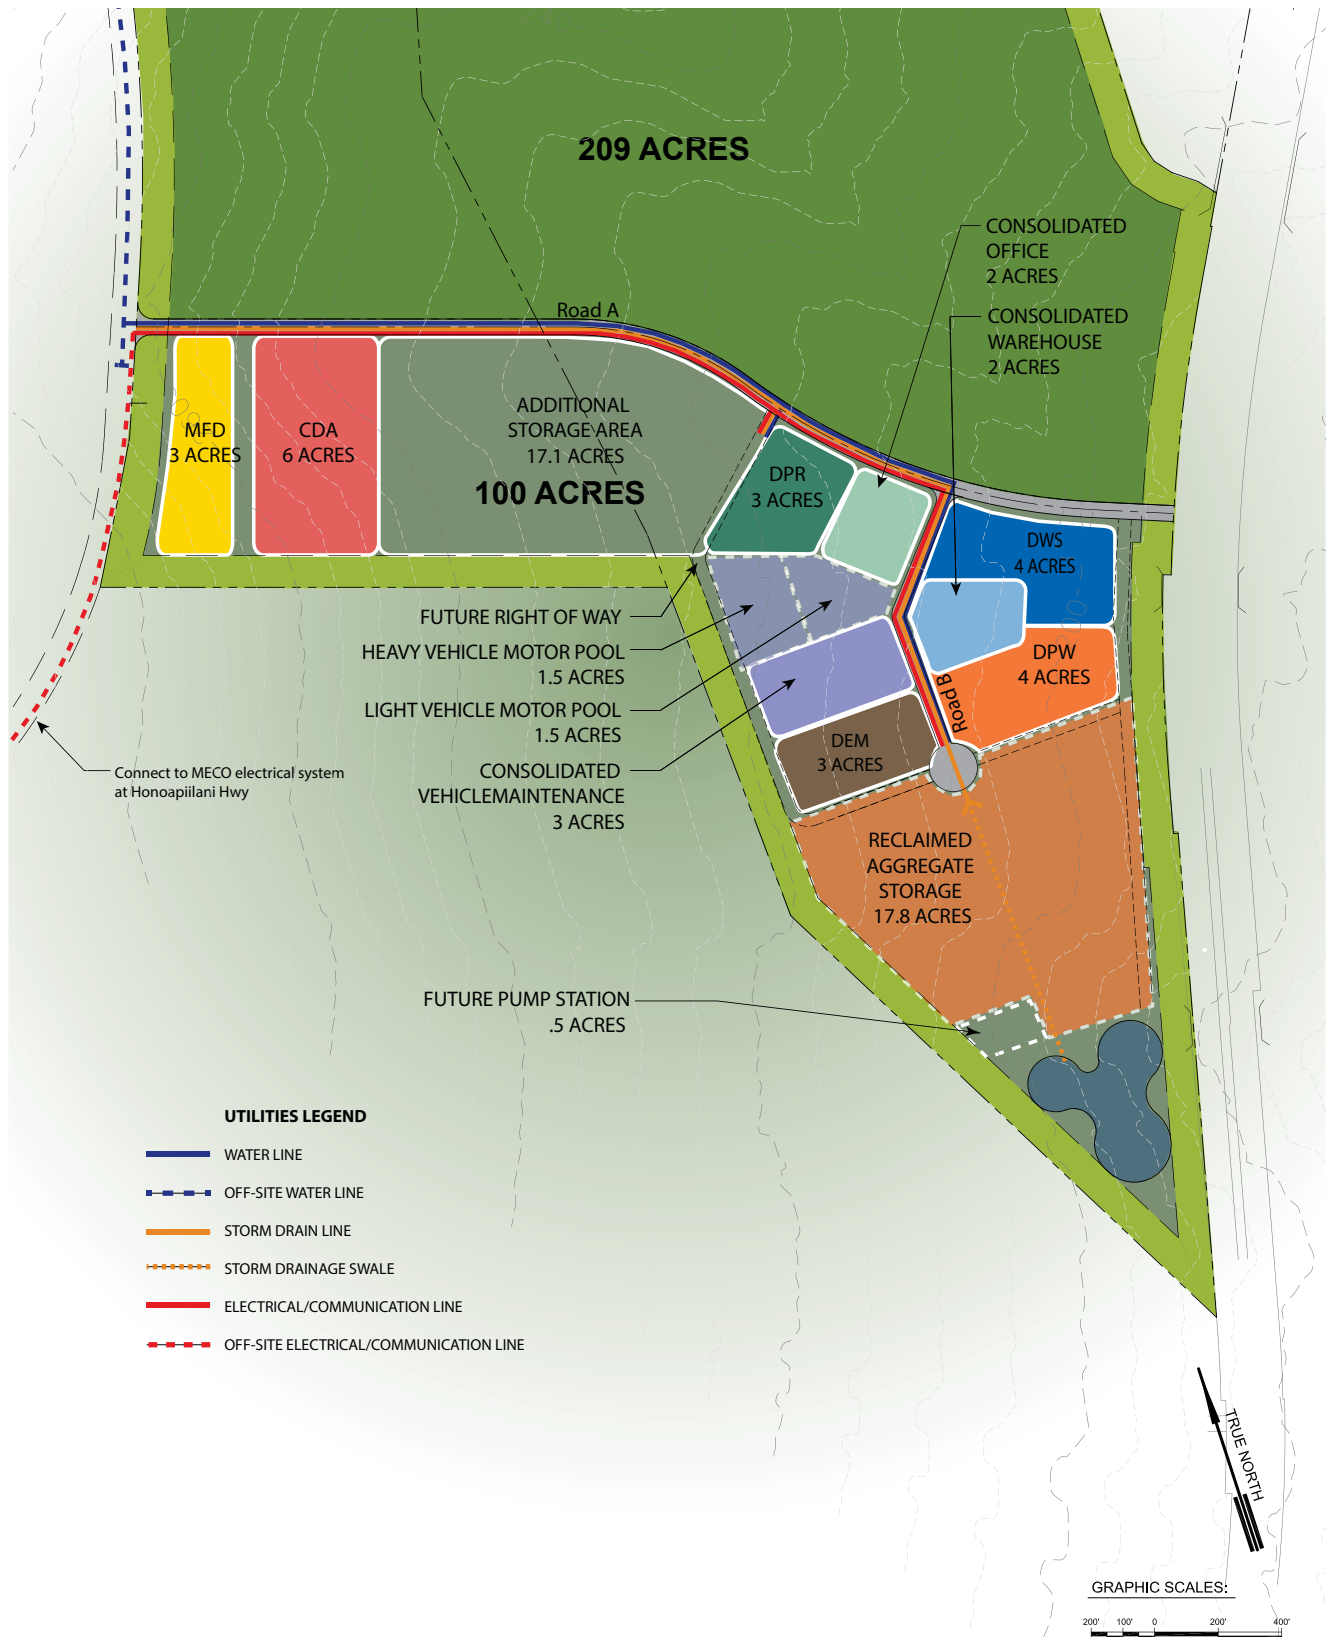 209 ACRES
CONSOLIDATED
OFFICE
2 ACRES
CONSOLIDATED
WAREHOUSE
2 ACRES
Road A
MFD
3 ACRES
CDA
6 ACRES
ADDITIONAL
STORAGE AREA
17.1 ACRES
100 ACRES
DPR
3 ACRES
DWS
4 ACRES
FUTURE RIGHT OF WAY
HEAVY VEHICLE MOTOR POOL
1.5 ACRES
LIGHT VEHICLE MOTOR POOL
1.5 ACRES
CONSOLIDATED
VEHICLEMAINTENANCE
3 ACRES
DPW
4 ACRES
Road B
DEM
3 ACRES
Connect to MECO electrical system
at Honoapiilani Hwy
RECLAIMED
AGGREGATE
STORAGE
17.8 ACRES
FUTURE PUMP STATION
.5 ACRES
UTILITIES LEGEND
WATER LINE
OFF-SITE WATER LINE
STORM DRAIN LINE
STORM DRAINAGE SWALE
ELECTRICAL/COMMUNICATION LINE
OFF-SITE ELECTRICAL/COMMUNICATION LINE
TRUE NORTH
GRAPHIC SCALES:
200' 100' 0 200' 400'